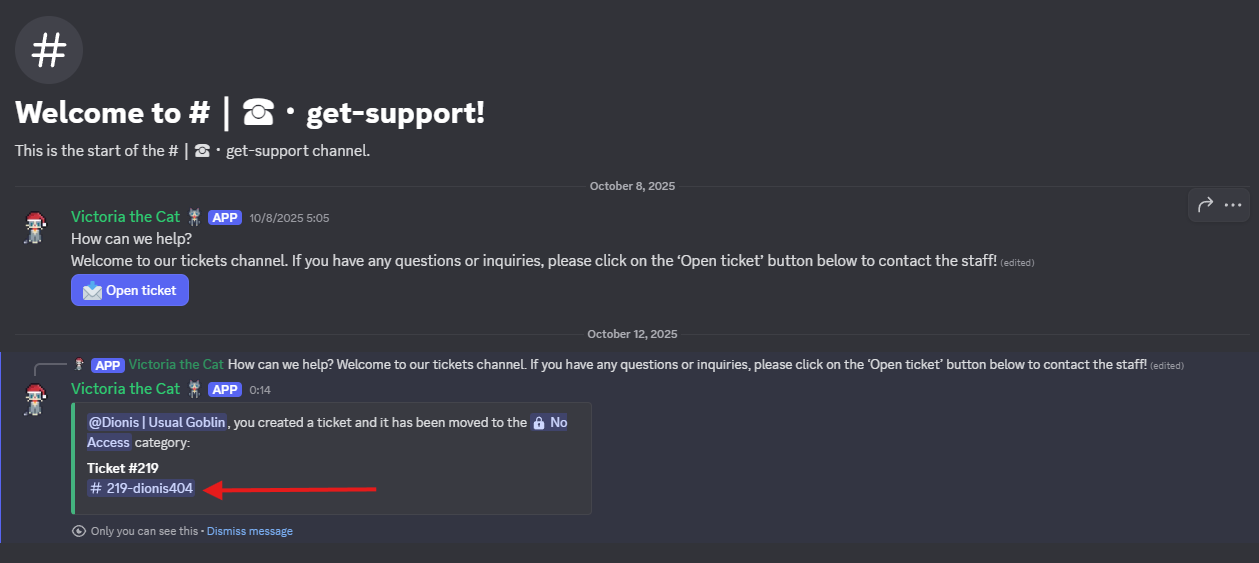 Welcome to # | ☎ · get-support!
This is the start of the # | ☎ · get-support channel.
October 8, 2025
Victoria the Cat APP 10/8/2025 5:05
How can we help?
Welcome to our tickets channel. If you have any questions or inquiries, please click on the ‘Open ticket’ button below to contact the staff! (edited)
Open ticket
October 12, 2025
APP Victoria the Cat How can we help? Welcome to our tickets channel. If you have any questions or inquiries, please click on the ‘Open ticket’ button below to contact the staff! (edited)
Victoria the Cat APP 0:14
@Dionis | Usual Goblin, you created a ticket and it has been moved to the No
Access category:
Ticket #219
# 219-dionis404
Only you can see this • Dismiss message